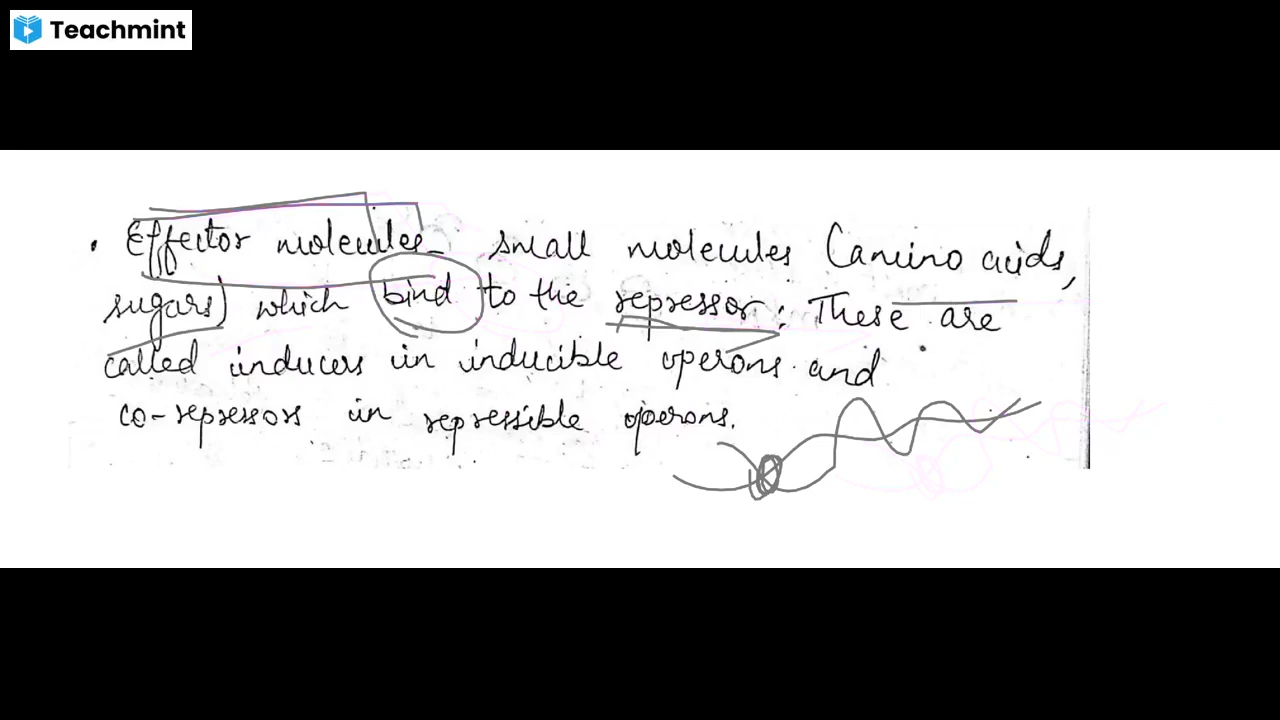 Teachmint
• Effector molecules - small molecules (amino acids,
sugars) which bind to the repressor; These are
called inducers in inducible operons and
co-repressors in repressible operons.